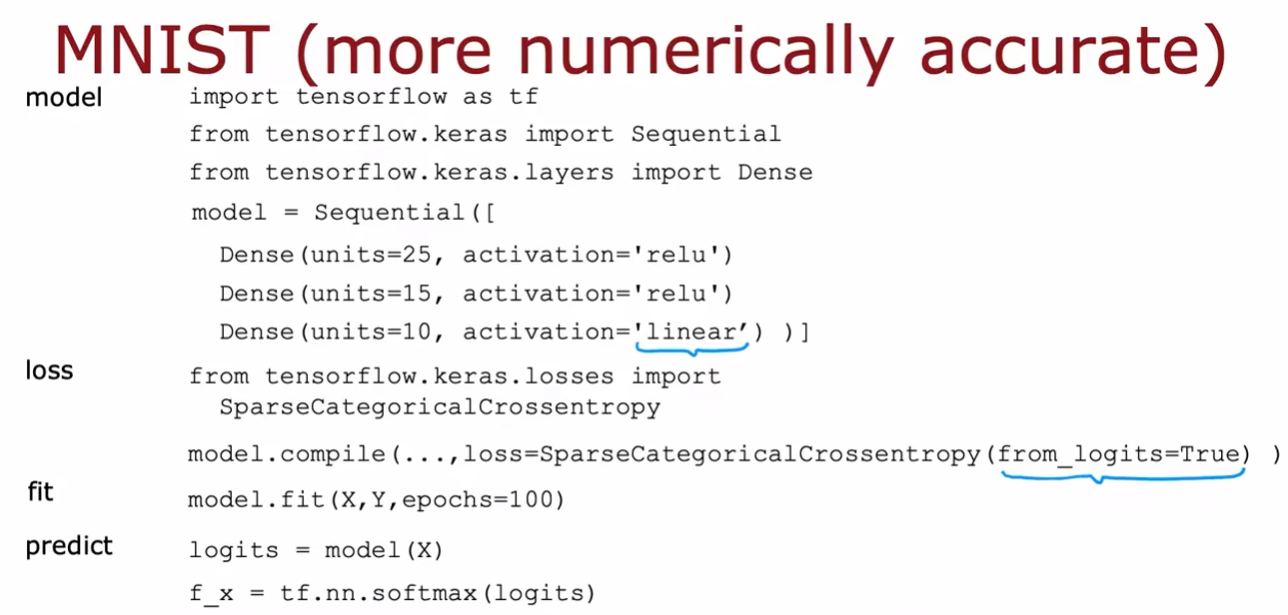 MNIST (more numerically accurate)
model import tensorflow as tf
from tensorflow.keras import Sequential
from tensorflow.keras.layers import Dense
model = Sequential([
Dense(units=25, activation='relu')
Dense(units=15, activation='relu')
Dense(units=10, activation='linear’) )]
loss from tensorflow.keras.losses import
SparseCategoricalCrossentropy
model.compile(...,loss=SparseCategoricalCrossentropy(from_logits=True) )
fit model.fit(X,Y,epochs=100)
predict logits = model(X)
f_x = tf.nn.softmax(logits)